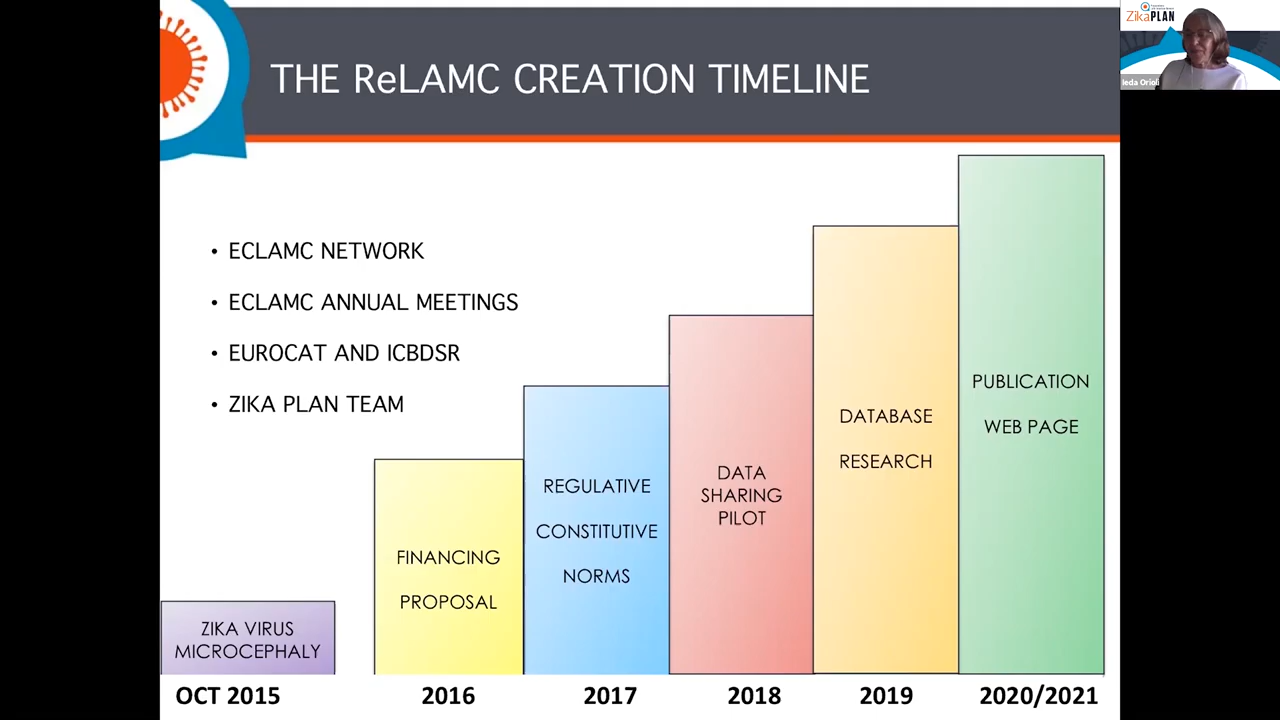 THE ReLAMC CREATION TIMELINE
ZikaPLAN
Ieda Orioli
• ECLAMC NETWORK
• ECLAMC ANNUAL MEETINGS
• EUROCAT AND ICBDSR
• ZIKA PLAN TEAM
ZIKA VIRUS
MICROCEPHALY
FINANCING
PROPOSAL
REGULATIVE
CONSTITUTIVE
NORMS
DATA
SHARING
PILOT
DATABASE
RESEARCH
PUBLICATION
WEB PAGE
OCT 2015
2016
2017
2018
2019
2020/2021